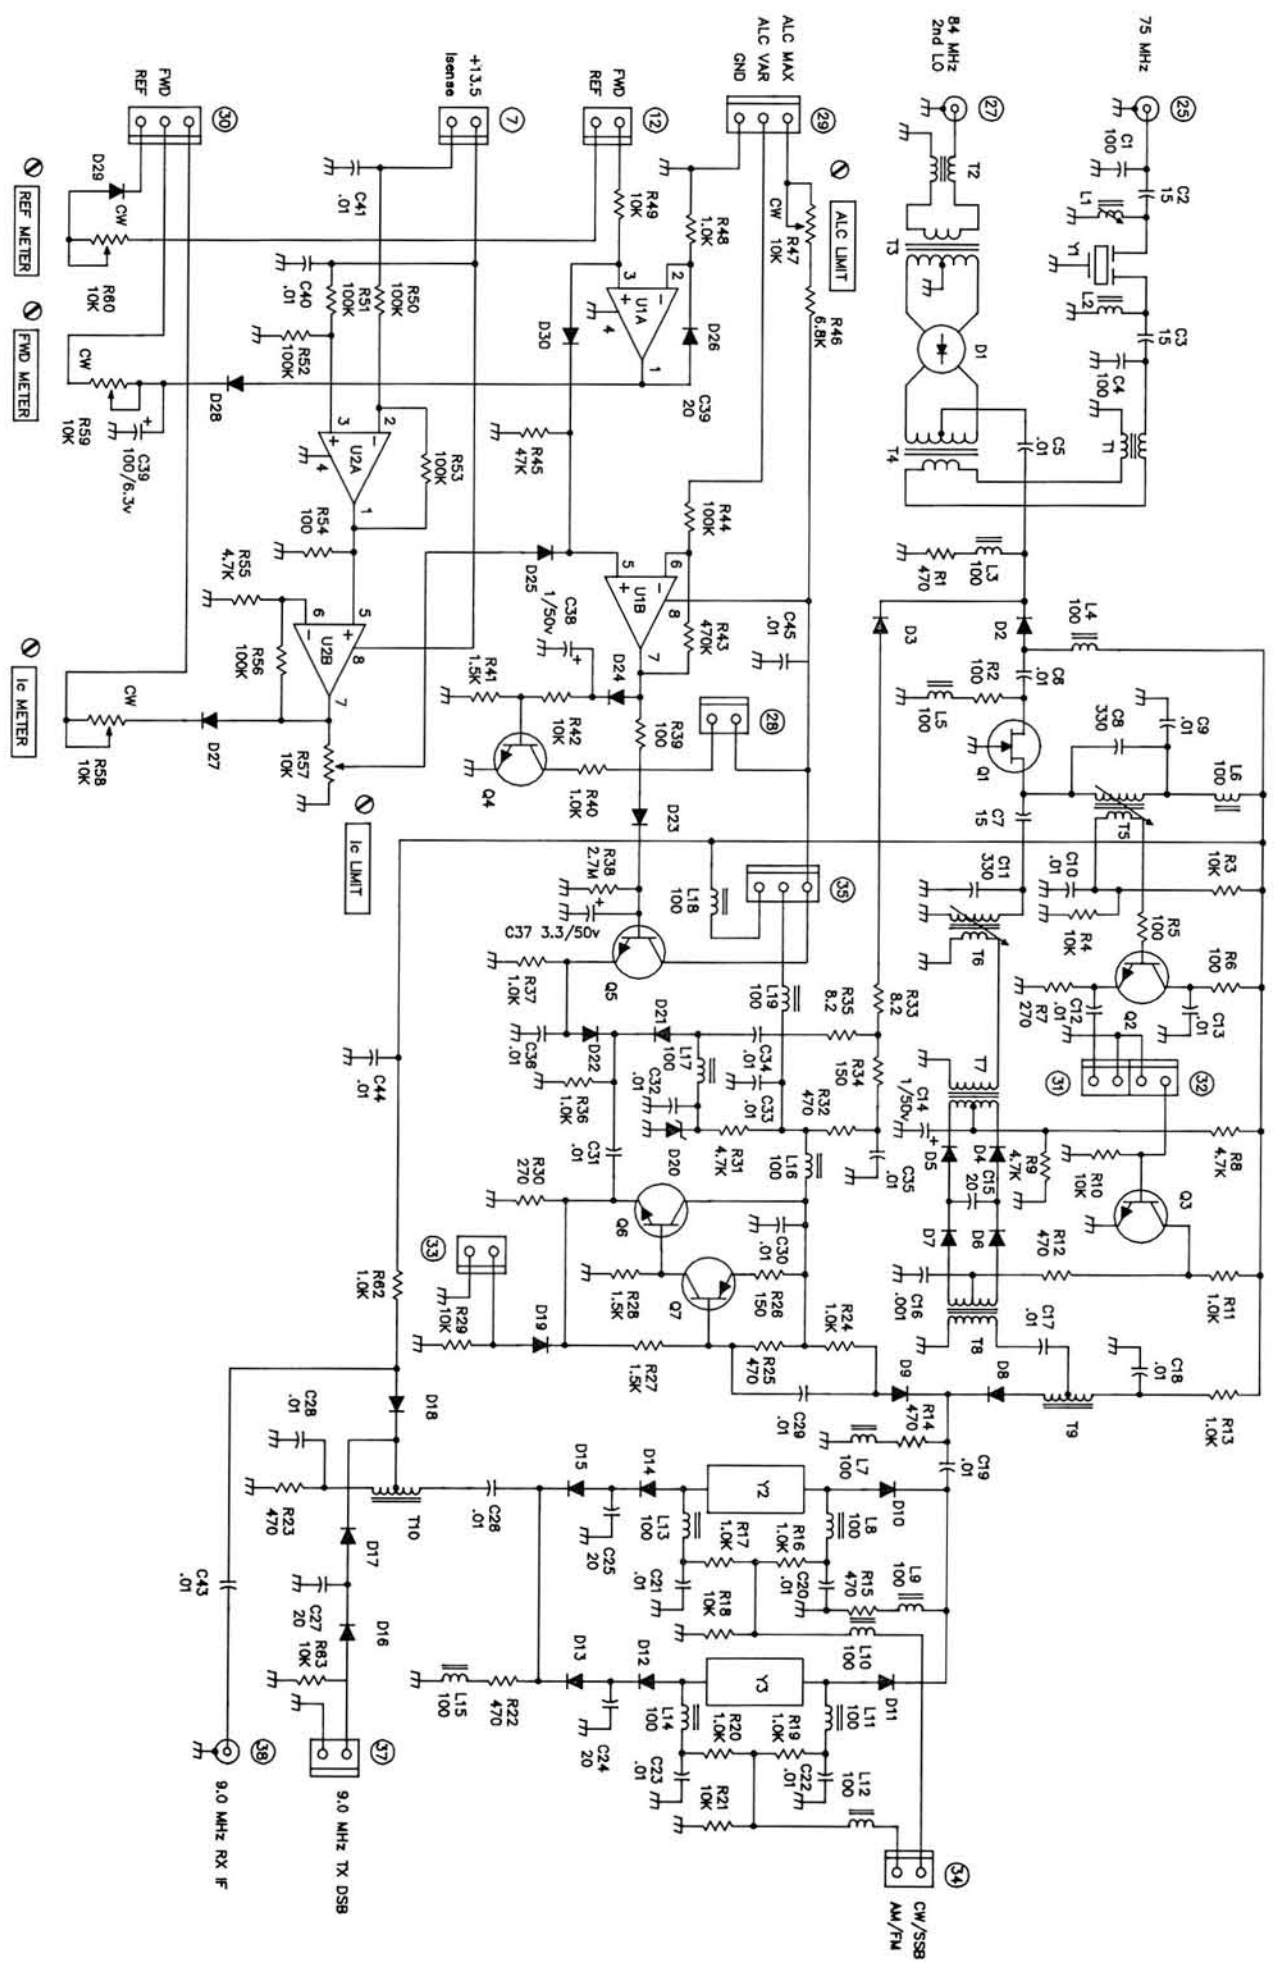 75 MHz
25
C1
100
C2
15
L1
Y1
L2
C3
15
C4
100
T1
84 MHz
2nd LO
27
T2
T3
D1
T4
C5
.01
L3
100
R1
470
L4
100
D2
D3
C6
.01
R2
100
L5
100
Q1
C9
.01
C8
330
L6
100
T5
C7
15
C11
330
C10
.01
R3
10K
R4
10K
R5
100
R6
100
T6
Q2
R7
270
C12
.01
C13
.01
32
31
T7
C14
1/50v
+
R8
4.7K
R9
4.7K
R10
10K
Q3
D4
D5
C15
20
D6
D7
R12
470
R11
1.0K
C16
.001
T8
C17
.01
C18
.01
R13
1.0K
T9
D8
D9
R14
470
L7
100
C19
.01
D10
L8
100
R15
470
L9
100
C20
.01
R16
1.0K
R17
1.0K
R18
10K
L10
100
Y2
L13
100
C21
.01
D14
D15
C25
20
D11
L11
100
C22
.01
R19
1.0K
R20
1.0K
R21
10K
L12
100
Y3
L14
100
C23
.01
D12
D13
C24
20
34
CW/SSB
AM/FM
ALC MAX
ALC VAR
GND
29
ALC LIMIT
CW
R47
10K
R46
6.8K
R48
1.0K
FWD
REF
12
R49
10K
2
3
4
1
-
+
U1A
D26
C39
20
D30
R45
47K
R44
100K
6
5
8
7
-
+
U1B
R43
470K
C45
.01
D25
C38
1/50v
+
D24
R39
100
R41
1.5K
R42
10K
Q4
R40
1.0K
28
D23
R38
2.7M
+
C37 3.3/50v
L18
100
35
Q5
R37
1.0K
L19
100
R33
8.2
R35
8.2
R34
150
C36
.01
D22
D21
R36
1.0K
L17
100
C34
.01
C33
.01
C32
.01
D20
R31
4.7K
R32
470
C35
.01
L16
100
C31
.01
R30
270
Q6
C30
.01
Q7
R28
1.5K
R26
150
R24
1.0K
33
R29
10K
D19
R27
1.5K
R25
470
C29
.01
+13.5
Isense
7
C41
.01
C40
.01
R50
100K
R51
100K
R52
100K
2
3
4
1
-
+
U2A
R53
100K
R54
100
R55
4.7K
5
6
8
7
+
-
U2B
R56
100K
R57
10K
Ic LIMIT
C44
.01
R62
1.0K
D18
C28
.01
R23
470
T10
C26
.01
R22
470
L15
100
D17
C27
20
D16
R63
10K
37
9.0 MHz TX DSB
C43
.01
38
9.0 MHz RX IF
FWD
REF
30
D29
CW
R60
10K
REF METER
CW
R59
10K
FWD METER
D28
+
C39
100/6.3v
D27
CW
R58
10K
Ic METER